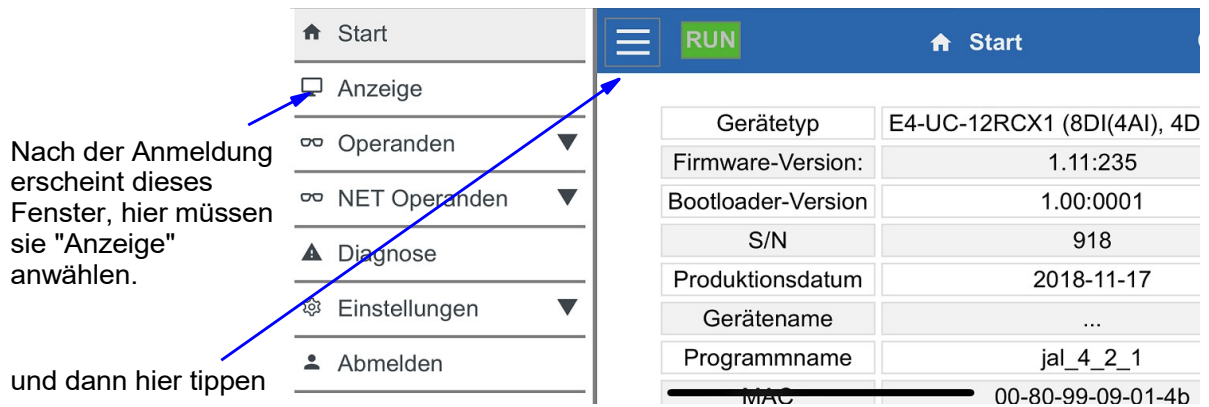 Nach der Anmeldung
erscheint dieses
Fenster, hier müssen
sie "Anzeige"
anwählen.
und dann hier tippen
Start
Anzeige
Operanden
NET Operanden
Diagnose
Einstellungen
Abmelden
RUN
Start
Gerätetyp E4-UC-12RCX1 (8DI(4AI), 4D
Firmware-Version: 1.11:235
Bootloader-Version 1.00:0001
S/N 918
Produktionsdatum 2018-11-17
Gerätename ...
Programmname jal_4_2_1
MAC 00-80-99-09-01-4b